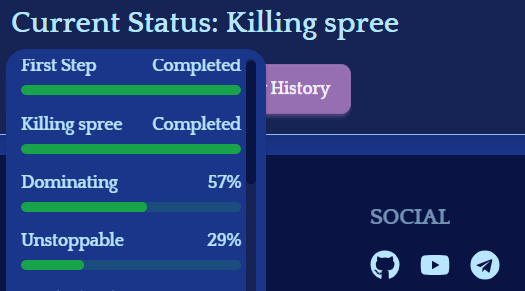 Current Status: Killing spree
First Step Completed
History
Killing spree Completed
Dominating 57%
Unstoppable 29%
SOCIAL